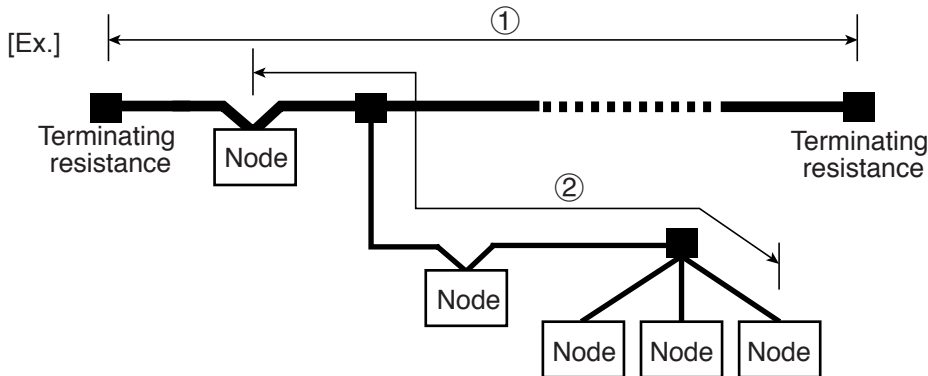 ①
[Ex.]
Terminating
resistance
Node
Terminating
resistance
②
Node
Node
Node
Node